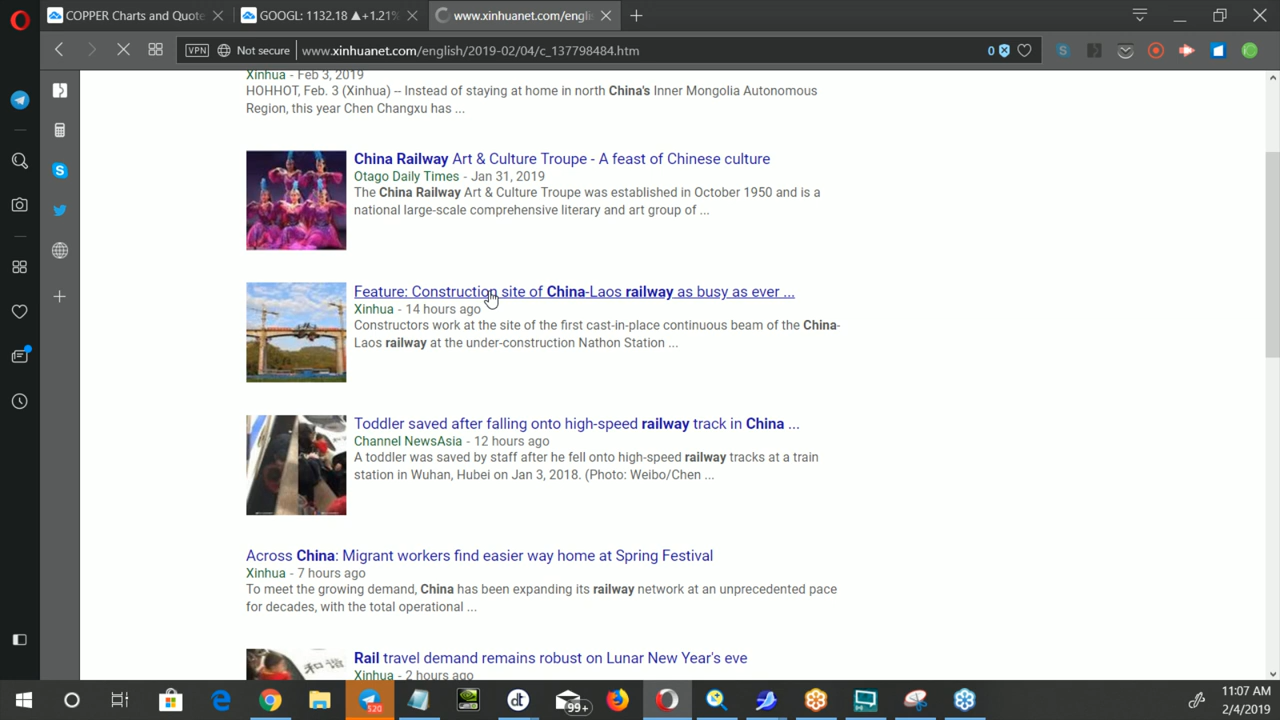 COPPER Charts and Quote
GOOGL: 1132.18 ▲+1.21%
www.xinhuanet.com/engli
VPN
Not secure
www.xinhuanet.com/english/2019-02/04/c_137798484.htm
0
Xinhua - Feb 3, 2019
HOHHOT, Feb. 3 (Xinhua) -- Instead of staying at home in north China's Inner Mongolia Autonomous
Region, this year Chen Changxu has ...
China Railway Art & Culture Troupe - A feast of Chinese culture
Otago Daily Times - Jan 31, 2019
The China Railway Art & Culture Troupe was established in October 1950 and is a
national large-scale comprehensive literary and art group of ...
Feature: Construction site of China-Laos railway as busy as ever ...
Xinhua - 14 hours ago
Constructors work at the site of the first cast-in-place continuous beam of the China-
Laos railway at the under-construction Nathon Station ...
Toddler saved after falling onto high-speed railway track in China ...
Channel NewsAsia - 12 hours ago
A toddler was saved by staff after he fell onto high-speed railway tracks at a train
station in Wuhan, Hubei on Jan 3, 2018. (Photo: Weibo/Chen ...
Across China: Migrant workers find easier way home at Spring Festival
Xinhua - 7 hours ago
To meet the growing demand, China has been expanding its railway network at an unprecedented pace
for decades, with the total operational ...
Rail travel demand remains robust on Lunar New Year's eve
Xinhua - 2 hours ago
520
dt
99+
11:07 AM
2/4/2019